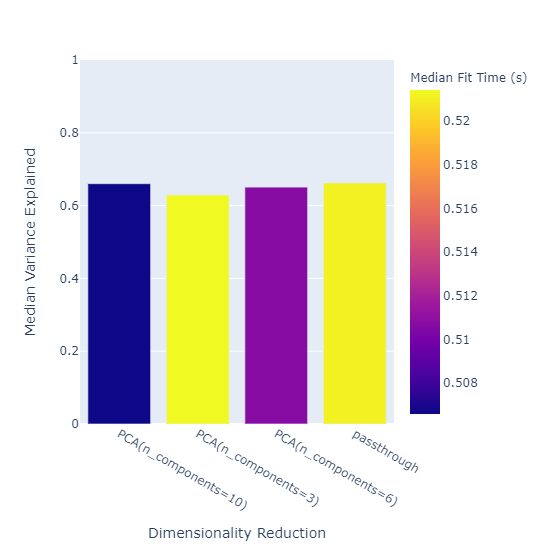 Median Fit Time (s)
1
0.8
0.6
0.4
0.2
0
Median Variance Explained
PCA(n_components=10)
PCA(n_components=3)
PCA(n_components=6)
passthrough
Dimensionality Reduction
0.52
0.518
0.516
0.514
0.512
0.51
0.508